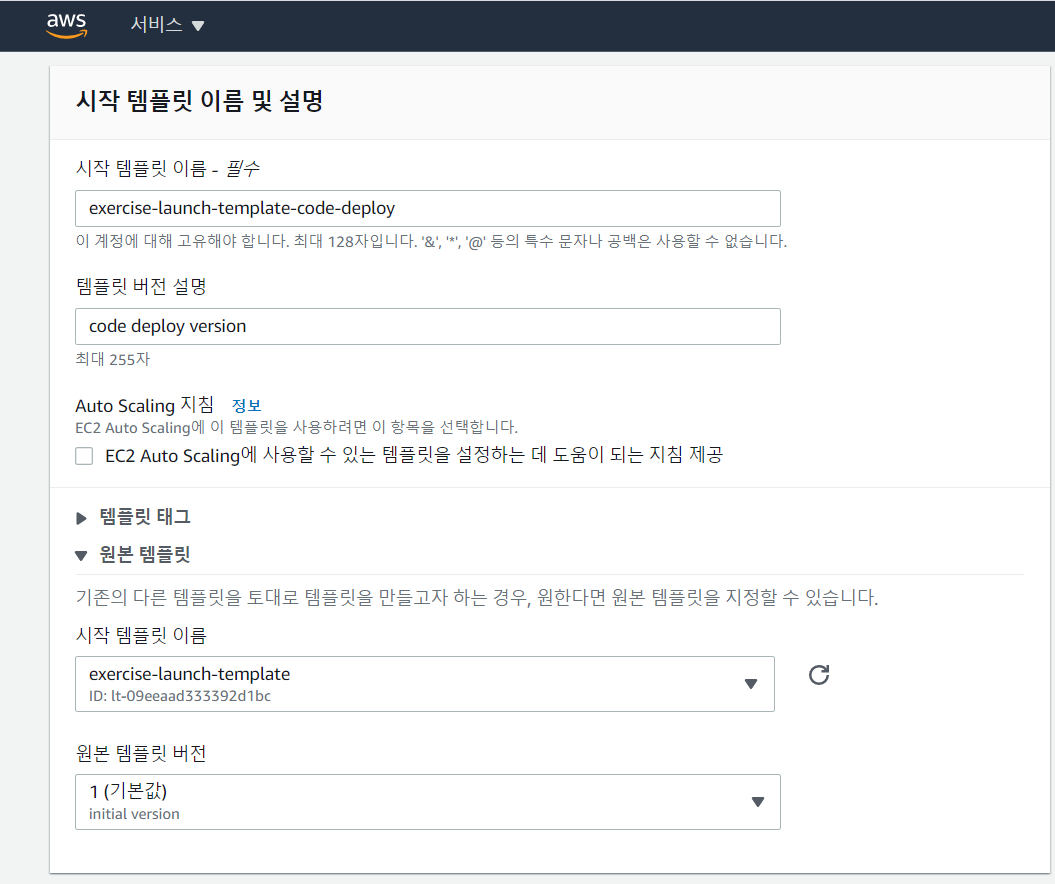 aws 서비스
시작 템플릿 이름 및 설명
시작 템플릿 이름 - 필수
exercise-launch-template-code-deploy
이 계정에 대해 고유해야 합니다. 최대 128자입니다. '&', '*', '@' 등의 특수 문자나 공백은 사용할 수 없습니다.
템플릿 버전 설명
code deploy version
최대 255자
Auto Scaling 지침 정보
EC2 Auto Scaling에 이 템플릿을 사용하려면 이 항목을 선택합니다.
EC2 Auto Scaling에 사용할 수 있는 템플릿을 설정하는 데 도움이 되는 지침 제공
템플릿 태그
원본 템플릿
기존의 다른 템플릿을 토대로 템플릿을 만들고자 하는 경우, 원한다면 원본 템플릿을 지정할 수 있습니다.
시작 템플릿 이름
exercise-launch-template
ID: lt-09eeaad333392d1bc
원본 템플릿 버전
1 (기본값)
initial version